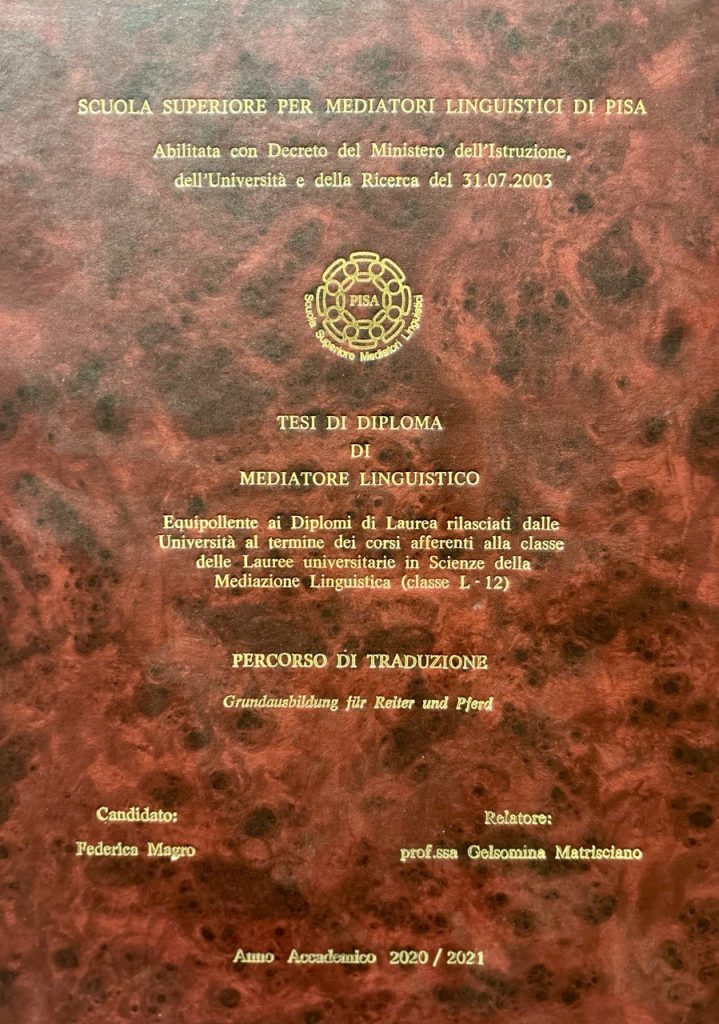 SCUOLA SUPERIORE PER MEDIATORI LINGUISTICI DI PISA
Abilitata con Decreto del Ministero dell'Istruzione,
dell'Università e della Ricerca del 31.07.2003
PISA
Scuola Superiore Mediatori Linguistici
TESI DI DIPLOMA
DI
MEDIATORE LINGUISTICO
Equipollente ai Diplomi di Laurea rilasciati dalle
Università al termine dei corsi afferenti alla classe
delle Lauree universitarie in Scienze della
Mediazione Linguistica (classe L - 12)
PERCORSO DI TRADUZIONE
Grundausbildung für Reiter und Pferd
Candidato: Relatore:
Federica Magro prof.ssa Gelsomina Matrisciano
Anno Accademico 2020 / 2021